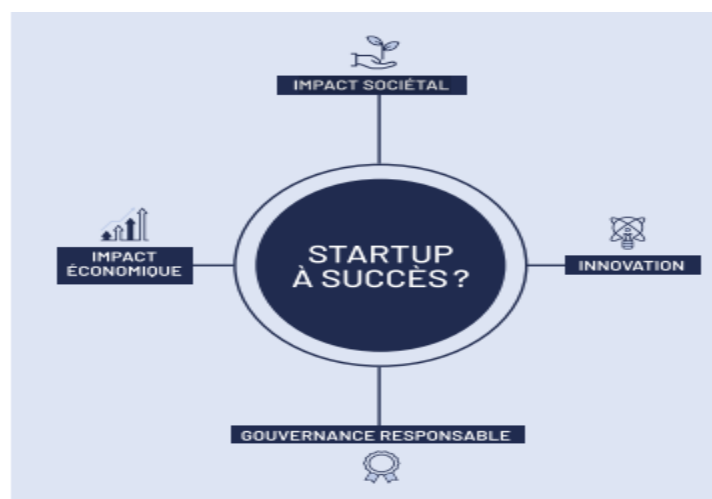 IMPACT SOCIÉTAL
STARTUP
À SUCCÈS ?
IMPACT
ÉCONOMIQUE
INNOVATION
GOUVERNANCE RESPONSABLE